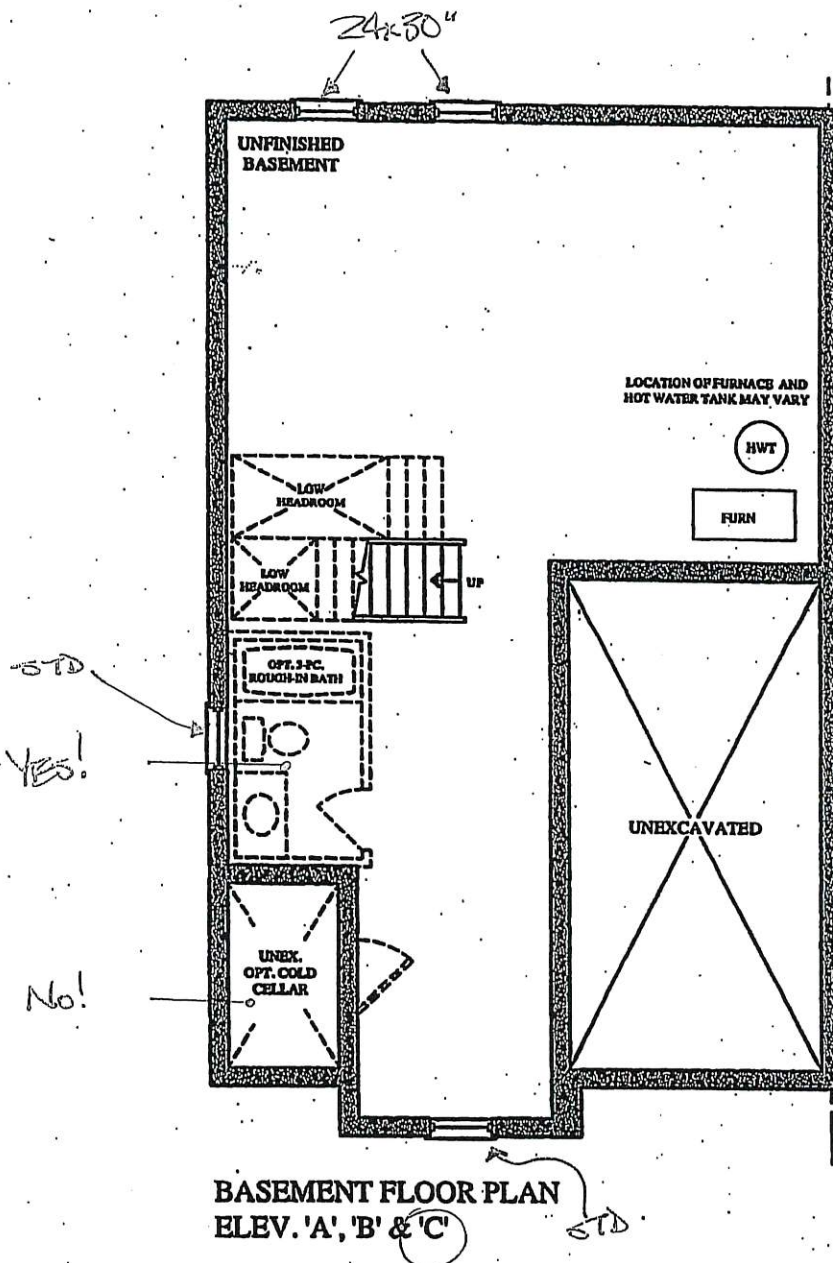 24x30"
UNFINISHED
BASEMENT
LOCATION OF FURNACE AND
HOT WATER TANK MAY VARY
HWT
FURN
LOW
HEADROOM
LOW
HEADROOM
UP
STD
OPT. 3-PC.
ROUGH-IN BATH
YES!
UNEXCAVATED
UNEX.
OPT. COLD
CELLAR
No!
BASEMENT FLOOR PLAN
ELEV. 'A', 'B' & 'C'
STD